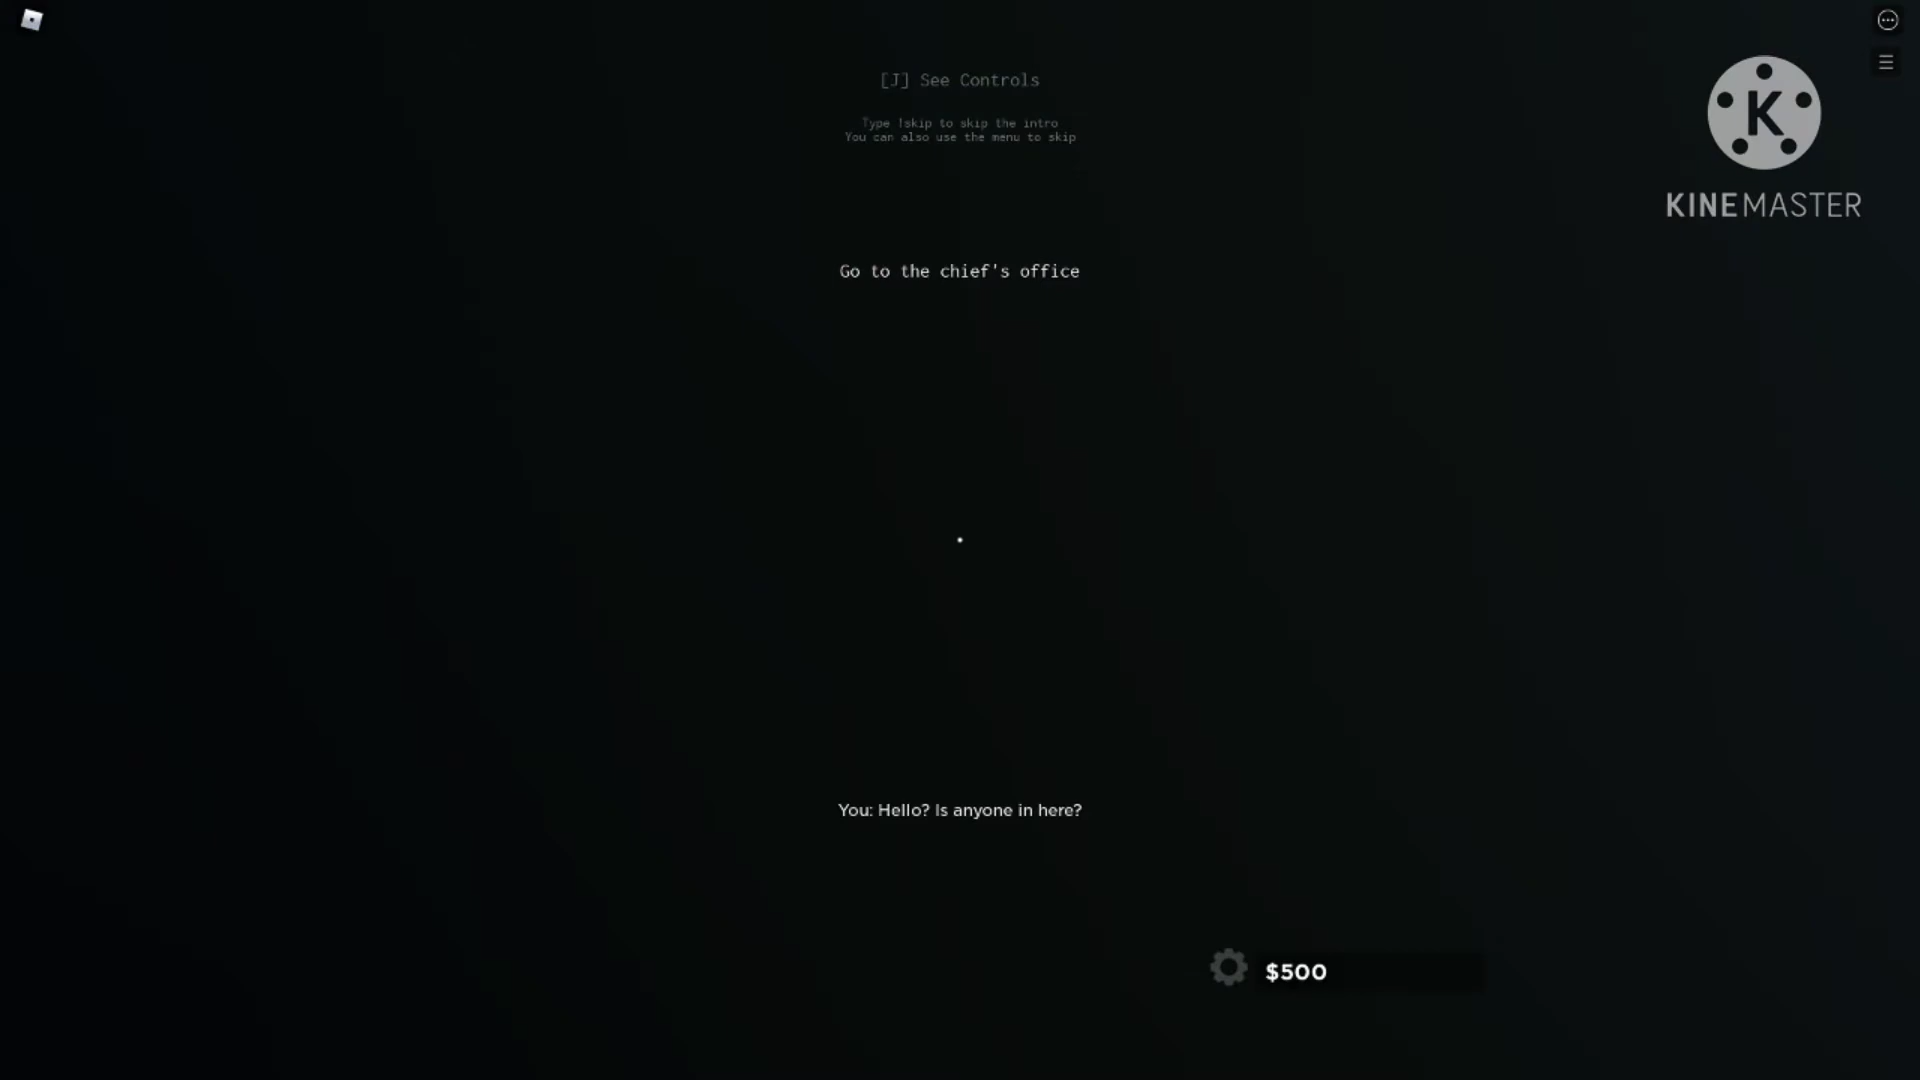 [J] See Controls
Type !skip to skip the intro
You can also use the menu to skip
K
KINEMASTER
Go to the chief's office
You: Hello? Is anyone in here?
$500